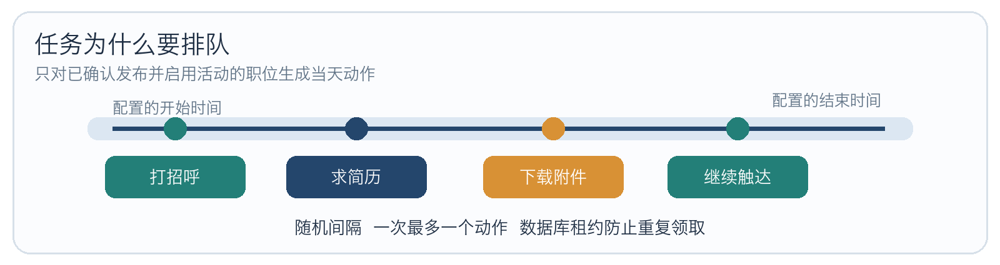 任务为什么要排队
只对已确认发布并启用活动的职位生成当天动作
配置的开始时间
配置的结束时间
打招呼
求简历
下载附件
继续触达
随机间隔 一次最多一个动作 数据库租约防止重复领取